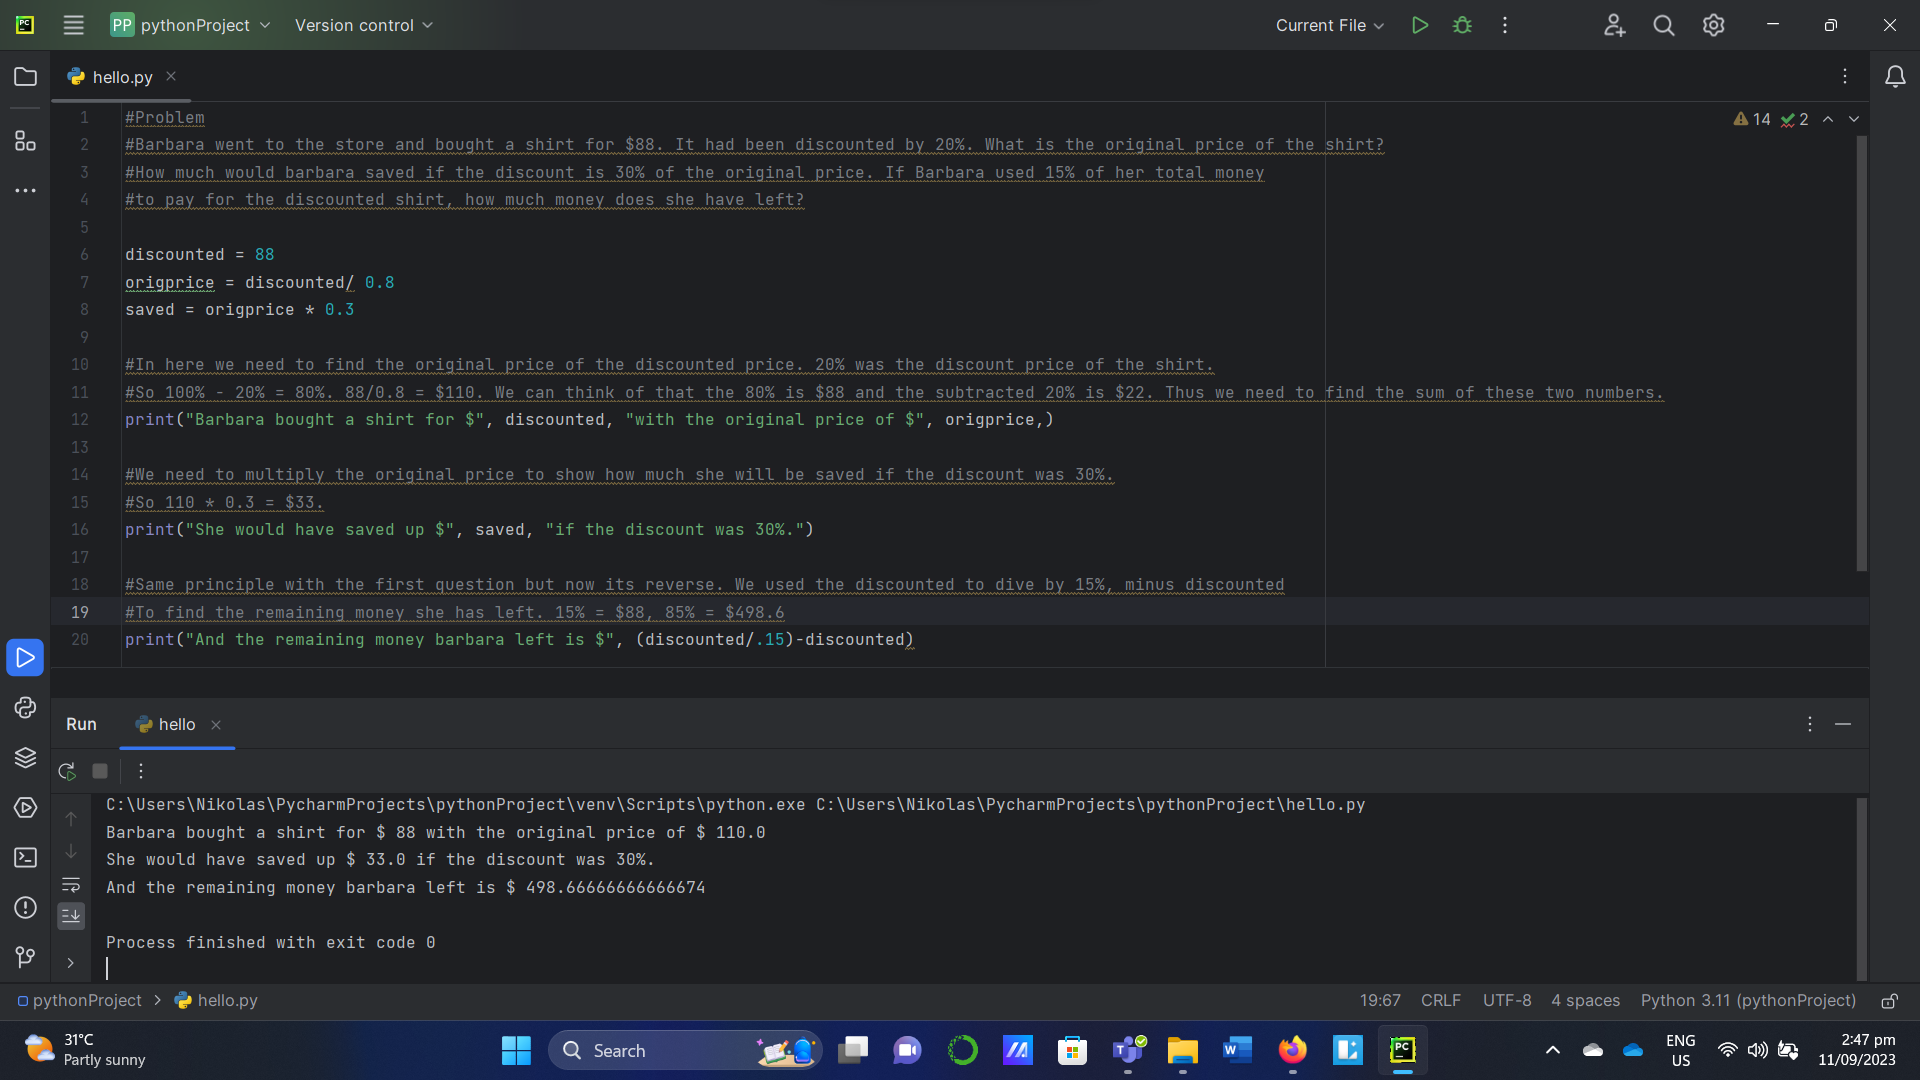 PC
PP pythonProject
Version control
Current File
hello.py
14 2
1 #Problem
2 #Barbara went to the store and bought a shirt for $88. It had been discounted by 20%. What is the original price of the shirt?
3 #How much would barbara saved if the discount is 30% of the original price. If Barbara used 15% of her total money
4 #to pay for the discounted shirt, how much money does she have left?
5
6 discounted = 88
7 origprice = discounted/ 0.8
8 saved = origprice * 0.3
9
10 #In here we need to find the original price of the discounted price. 20% was the discount price of the shirt.
11 #So 100% - 20% = 80%. 88/0.8 = $110. We can think of that the 80% is $88 and the subtracted 20% is $22. Thus we need to find the sum of these two numbers.
12 print("Barbara bought a shirt for $", discounted, "with the original price of $", origprice,)
13
14 #We need to multiply the original price to show how much she will be saved if the discount was 30%.
15 #So 110 * 0.3 = $33.
16 print("She would have saved up $", saved, "if the discount was 30%.")
17
18 #Same principle with the first question but now its reverse. We used the discounted to dive by 15%, minus discounted
19 #To find the remaining money she has left. 15% = $88, 85% = $498.6
20 print("And the remaining money barbara left is $", (discounted/.15)-discounted)
Run
hello
C:\Users\Nikolas\PycharmProjects\pythonProject\venv\Scripts\python.exe C:\Users\Nikolas\PycharmProjects\pythonProject\hello.py
Barbara bought a shirt for $ 88 with the original price of $ 110.0
She would have saved up $ 33.0 if the discount was 30%.
And the remaining money barbara left is $ 498.66666666666674
Process finished with exit code 0
pythonProject > hello.py
19:67 CRLF UTF-8 4 spaces Python 3.11 (pythonProject)
31°C
Partly sunny
Search
PC
ENG
US
2:47 pm
11/09/2023